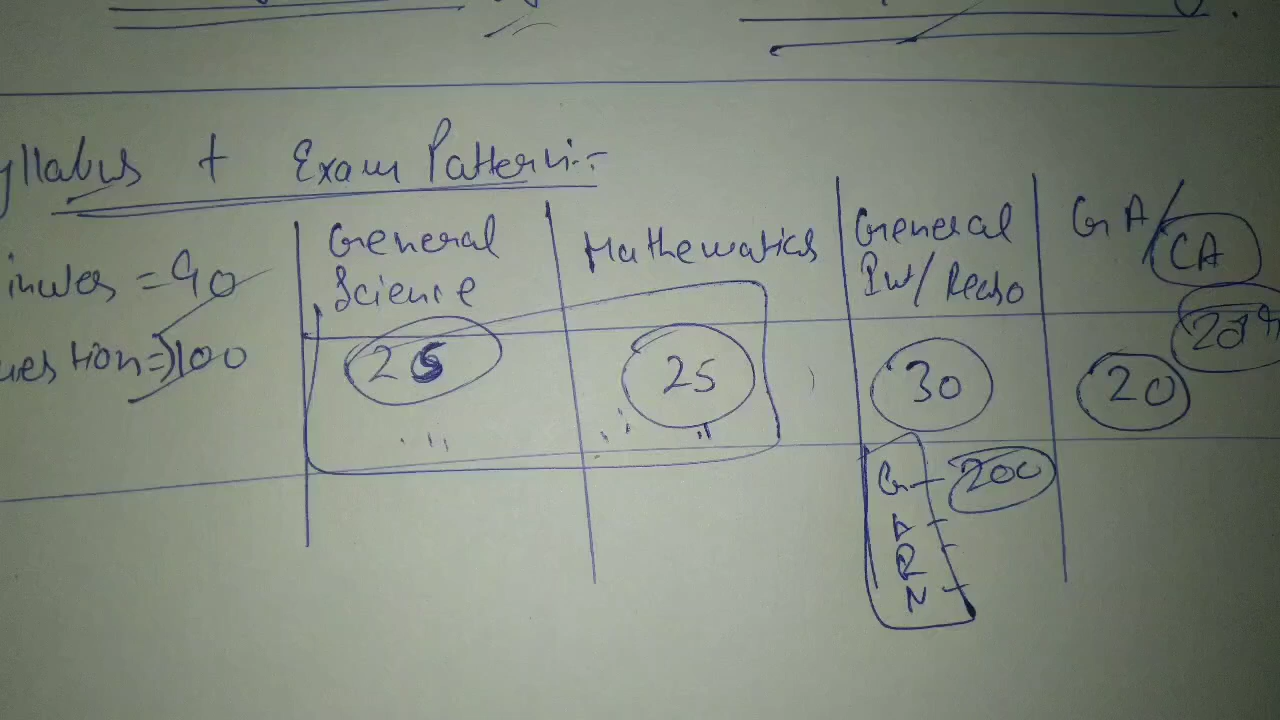 yllabus + Exam Pattern:-
inutes = 90
uestion => 100
General Science
Mathematics
General Int/Reaso
GA/ CA
25
25
30
20
G - 200
A -
R -
N -